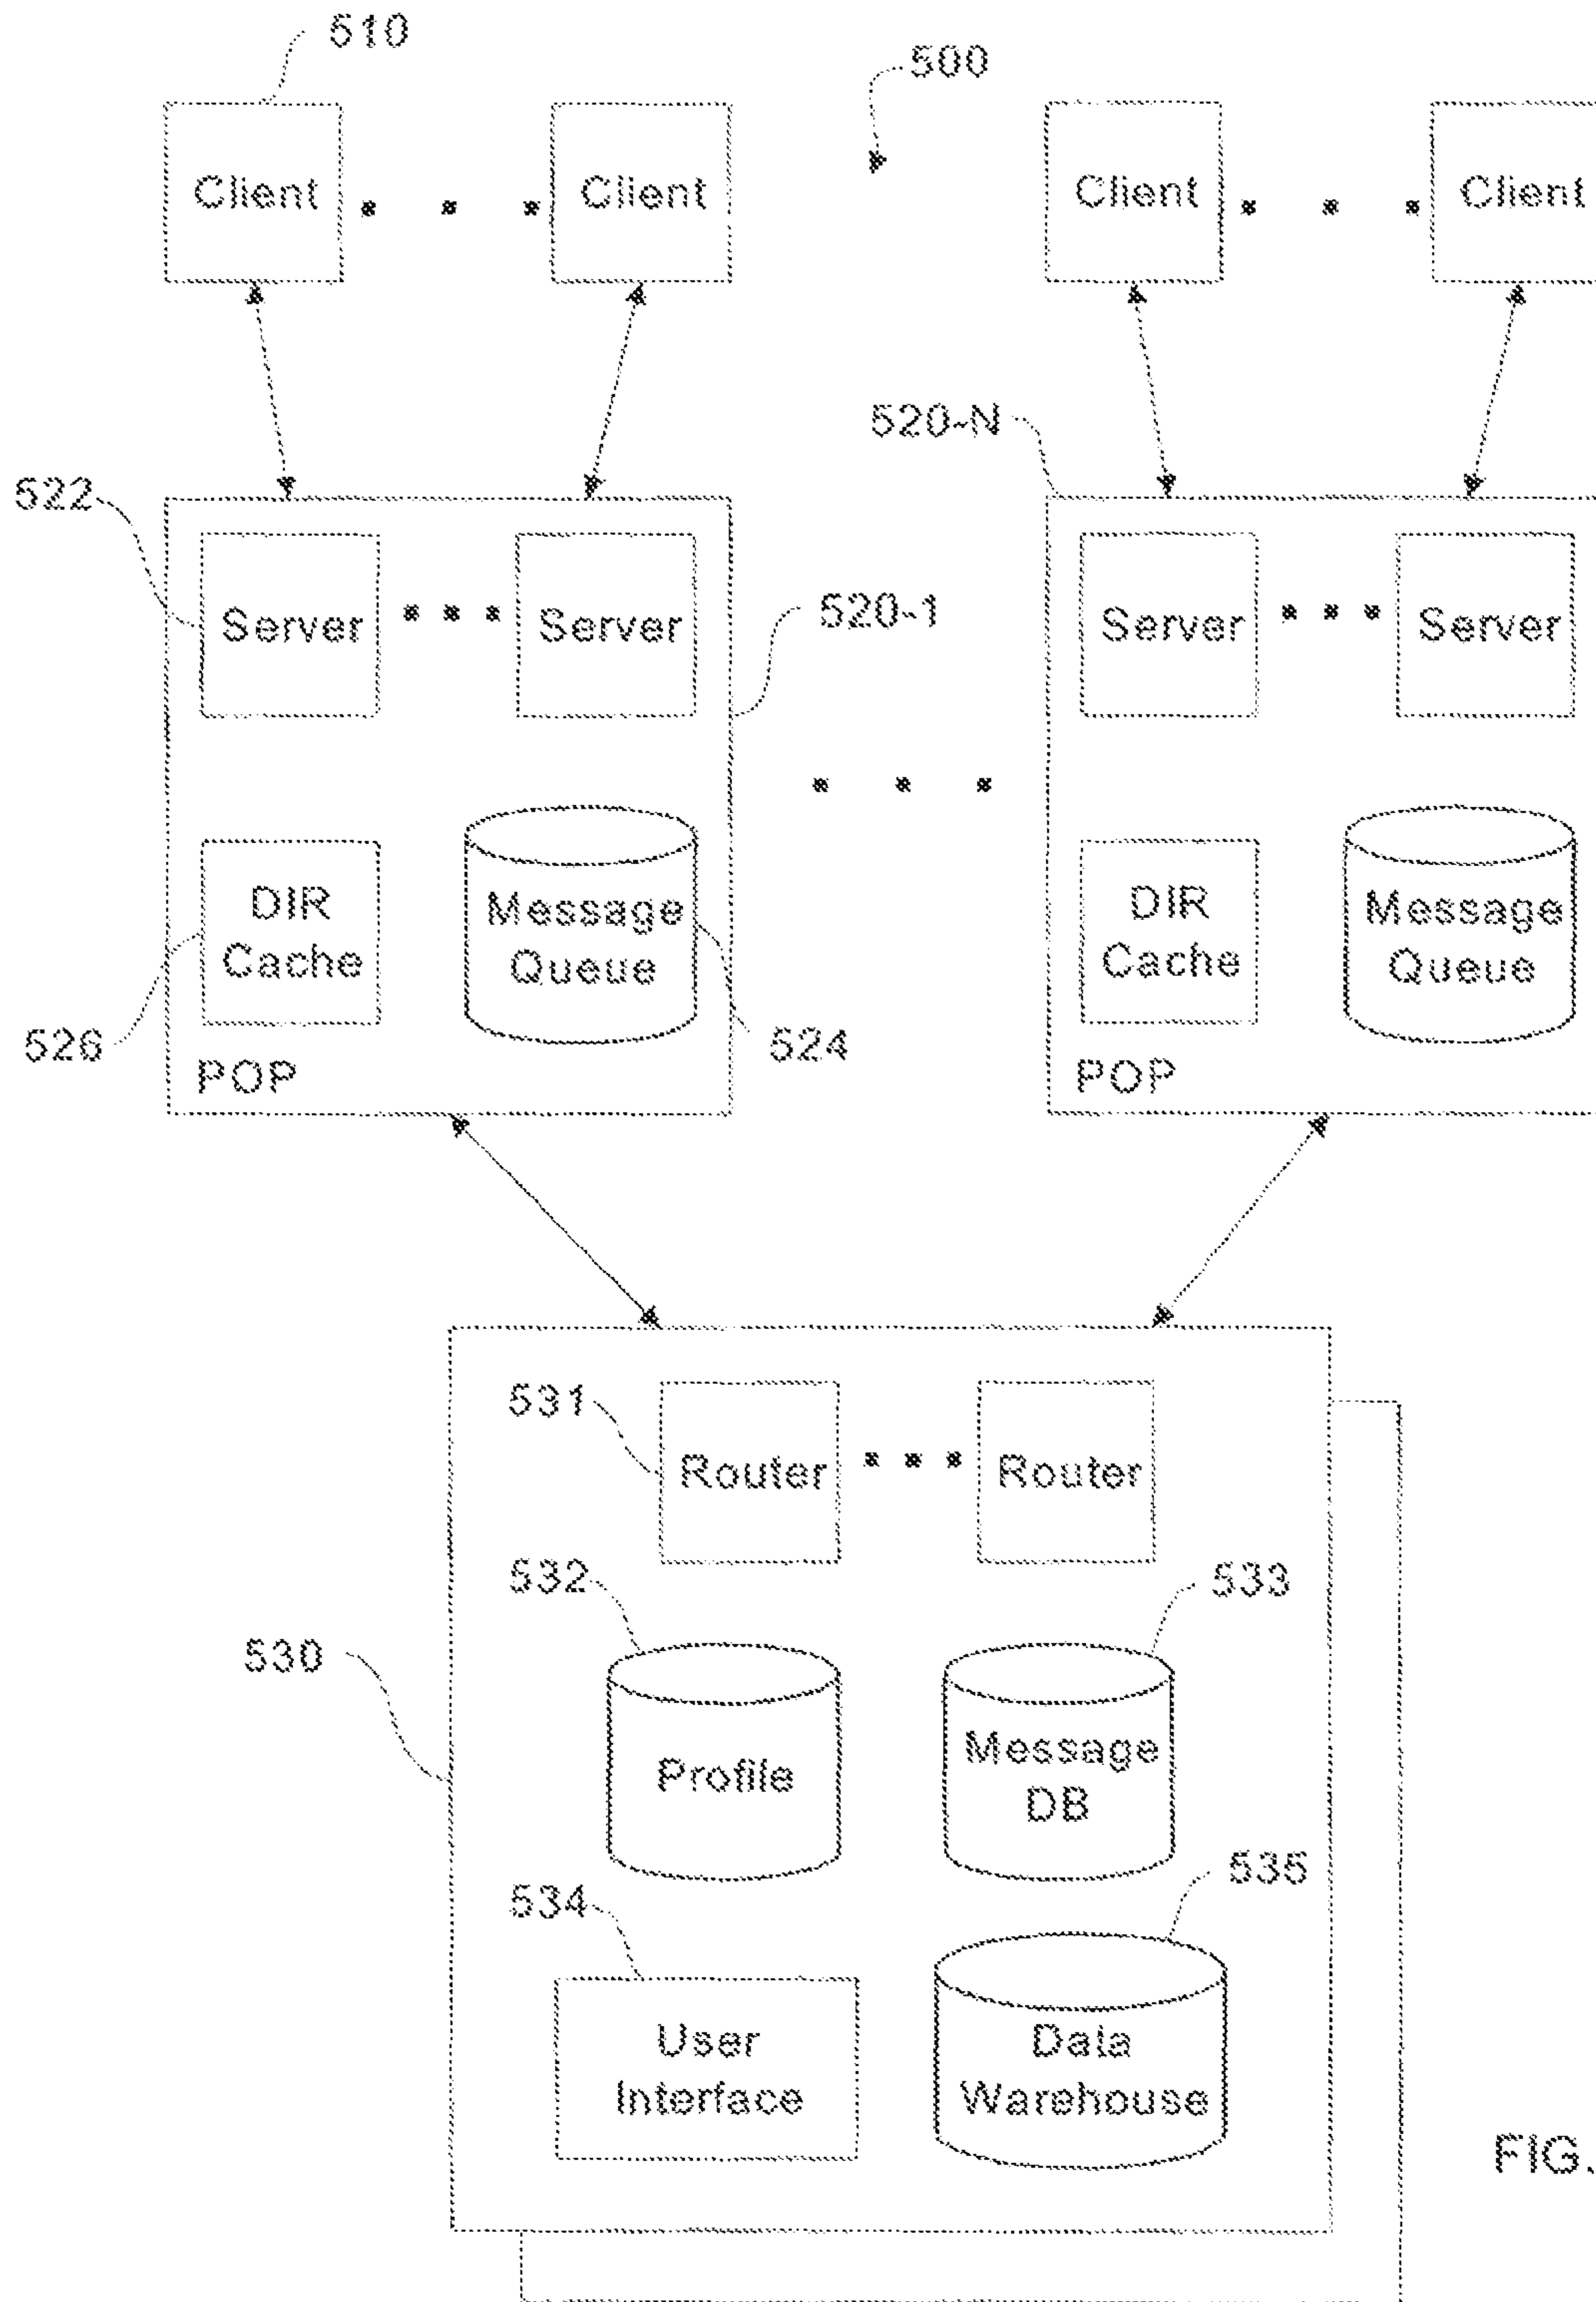 510
500
Client
Client
Client
Client
520-N
522
Server
Server
520-1
Server
Server
DIR
Cache
Message
Queue
DIR
Cache
Message
Queue
526
524
POP
POP
531
Router
Router
532
533
530
Profile
Message
DB
534
535
User
Interface
Data
Warehouse
FIG.